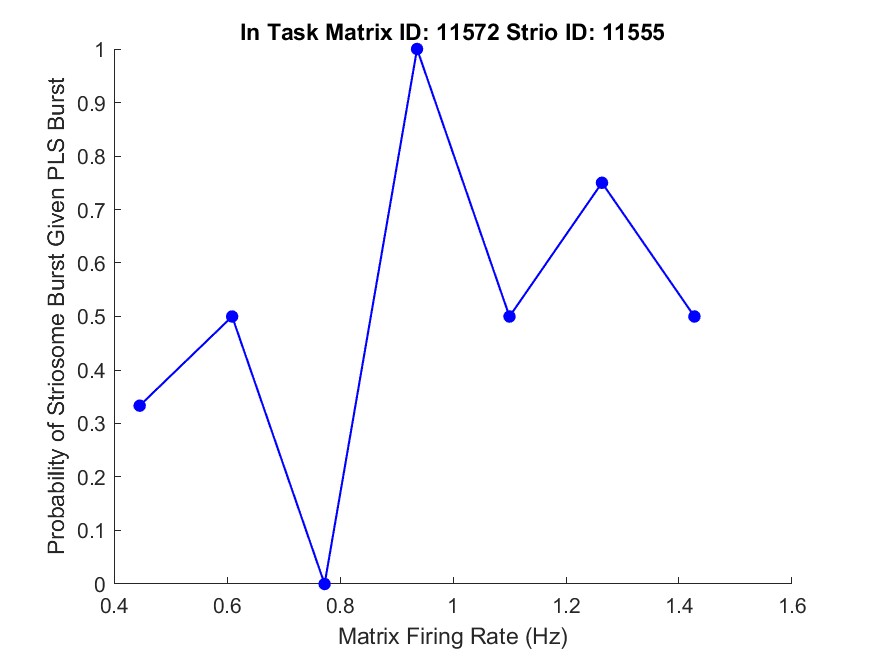 In Task Matrix ID: 11572 Strio ID: 11555
Probability of Striosome Burst Given PLS Burst
1
0.9
0.8
0.7
0.6
0.5
0.4
0.3
0.2
0.1
0
0.4 0.6 0.8 1 1.2 1.4 1.6
Matrix Firing Rate (Hz)